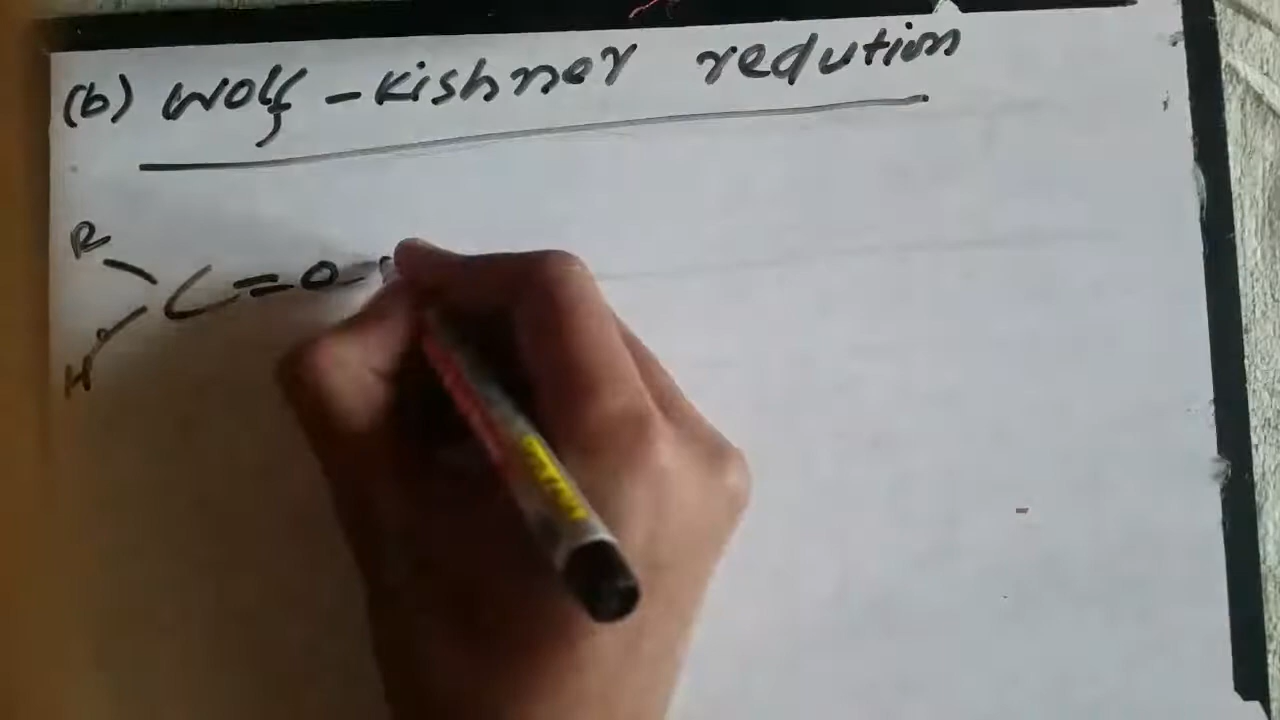 (b) Wolf - Kishner redution
R
C = O
H